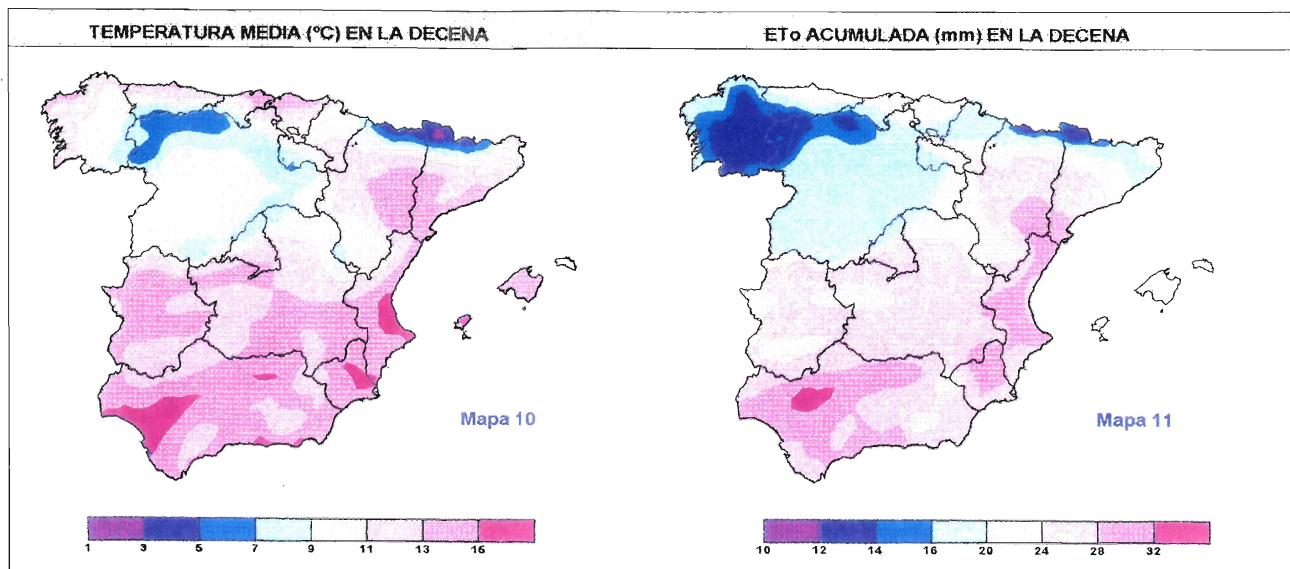 TEMPERATURA MEDIA (ºC) EN LA DECENA
ETo ACUMULADA (mm) EN LA DECENA
Mapa 10
Mapa 11
1 3 5 7 9 11 13 16
10 12 14 16 20 24 28 32